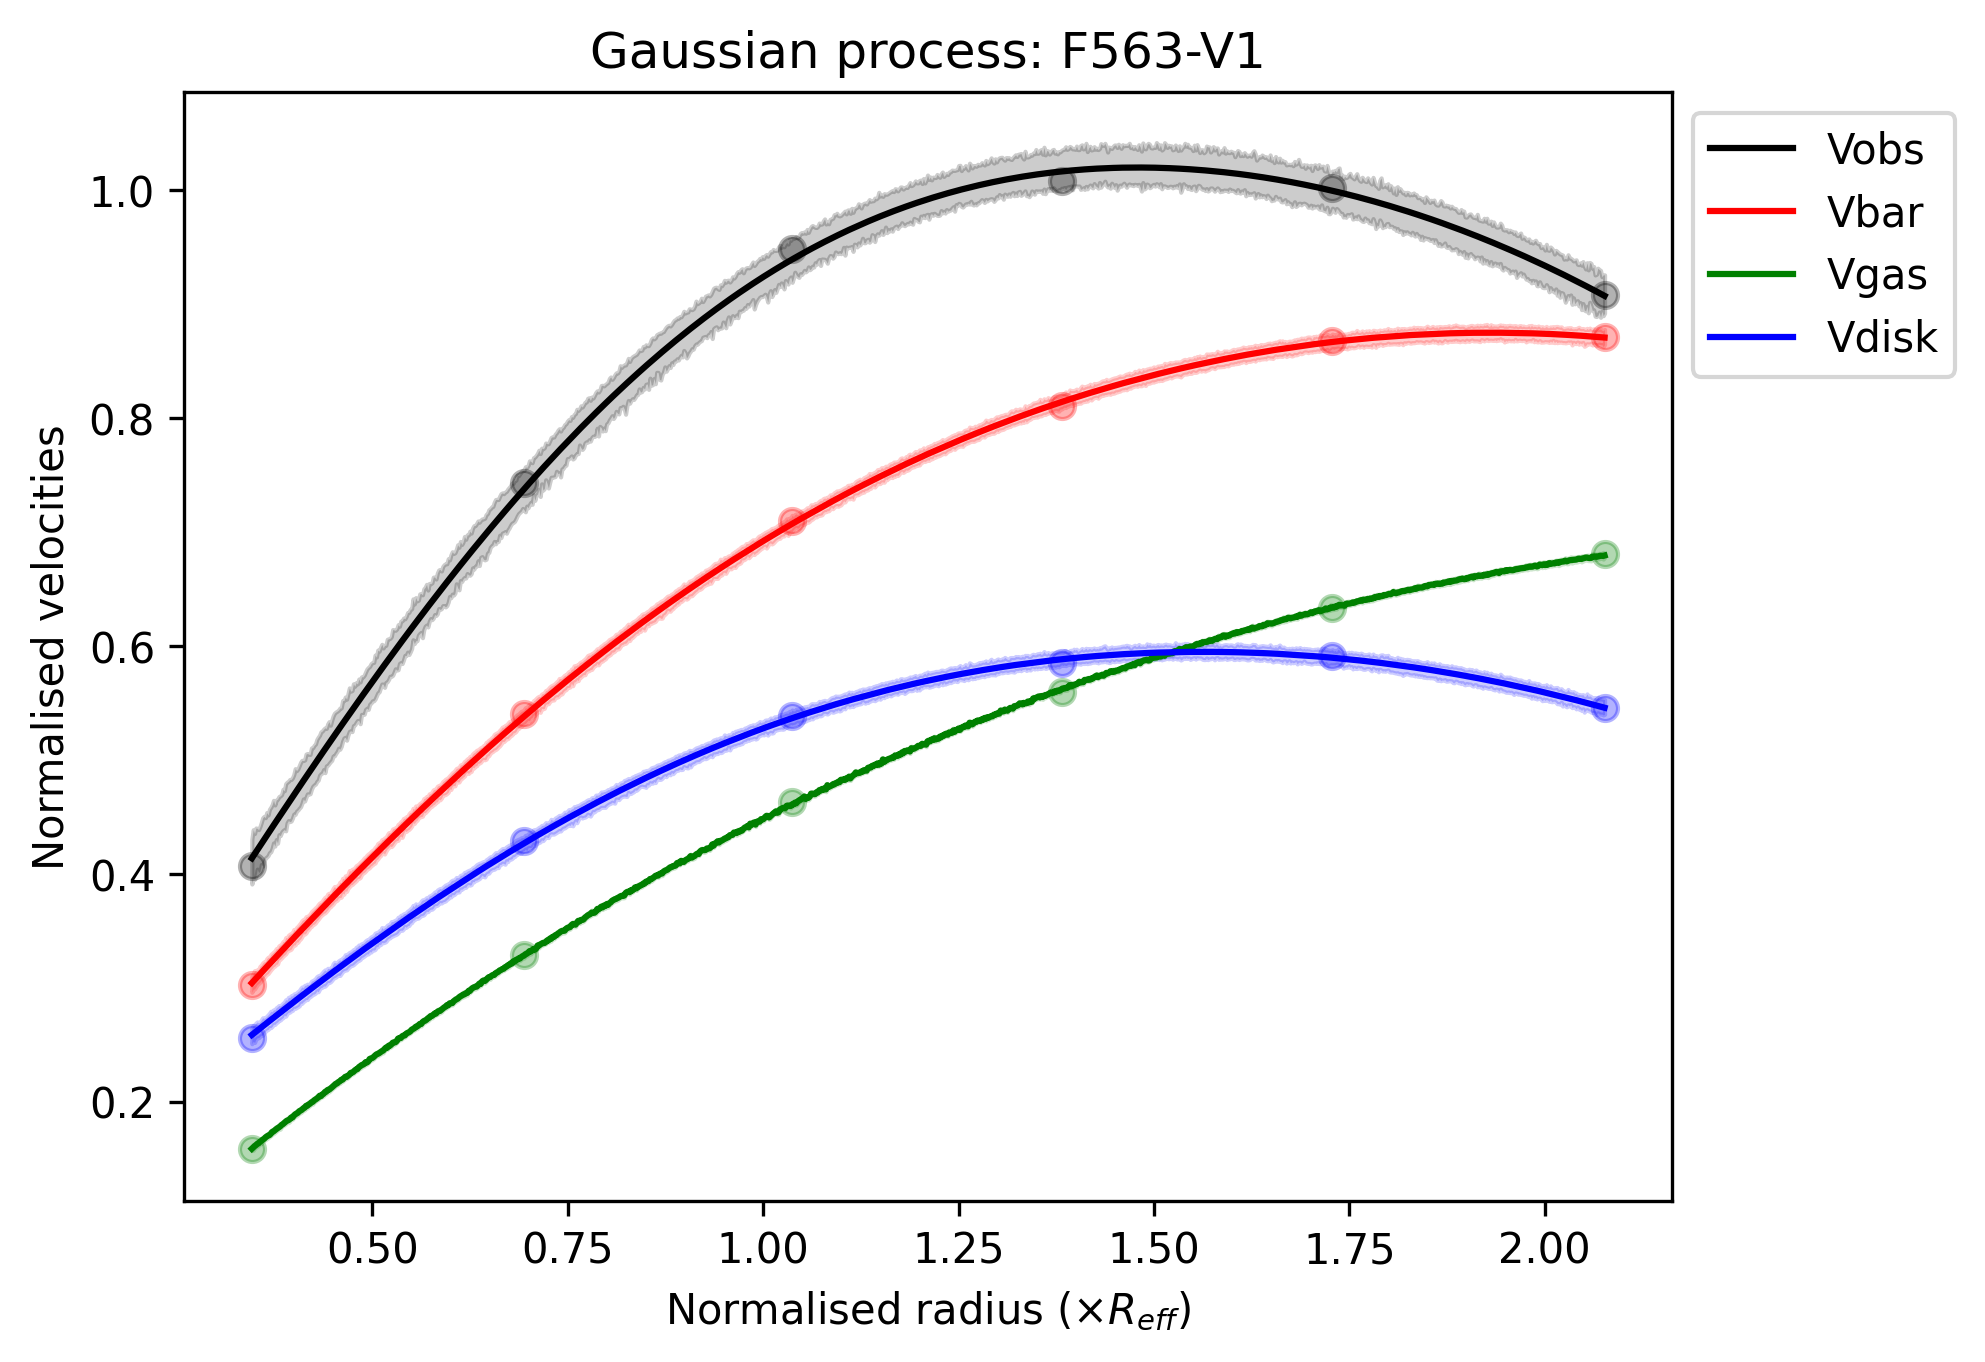 Gaussian process: F563-V1
Vobs
Vbar
Vgas
Vdisk
Normalised velocities
1.0
0.8
0.6
0.4
0.2
0.50 0.75 1.00 1.25 1.50 1.75 2.00
Normalised radius (×R_eff)